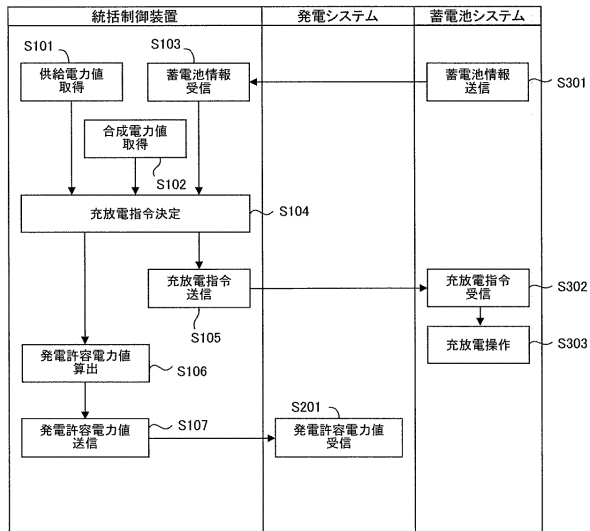 統括制御装置
発電システム
蓄電池システム
S101
S103
供給電力値
取得
蓄電池情報
受信
蓄電池情報
送信
S301
合成電力値
取得
S102
充放電指令決定
S104
充放電指令
送信
S105
充放電指令
受信
S302
充放電操作
S303
発電許容電力値
算出
S106
S201
発電許容電力値
送信
S107
発電許容電力値
受信